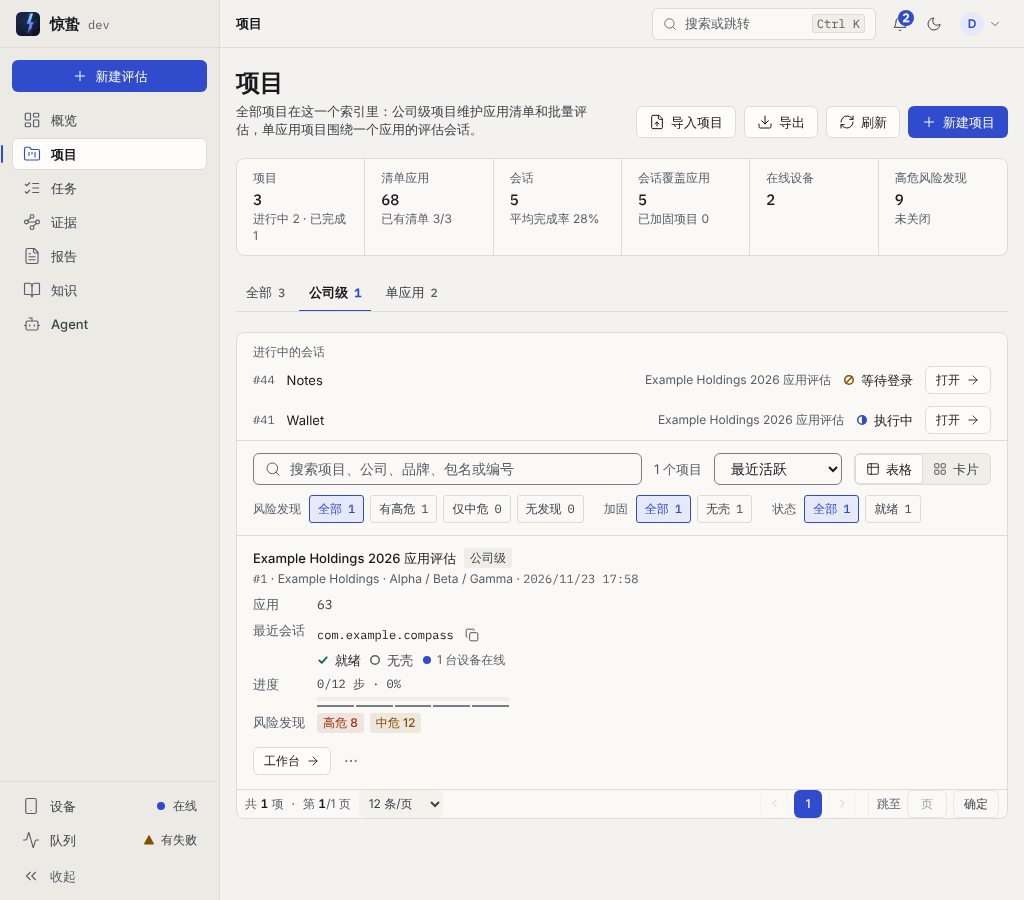 惊蛰 dev
项目
搜索或跳转 Ctrl K
2
D
新建评估
概览
项目
任务
证据
报告
知识
Agent
设备 在线
队列 有失败
收起
项目
全部项目在这一个索引里：公司级项目维护应用清单和批量评
估，单应用项目围绕一个应用的评估会话。
导入项目 导出 刷新 新建项目
项目 清单应用 会话 会话覆盖应用 在线设备 高危风险发现
3 68 5 5 2 9
进行中 2 · 已完成 已有清单 3/3 平均完成率 28% 已加固项目 0 未关闭
1
全部 3 公司级 1 单应用 2
进行中的会话
#44 Notes Example Holdings 2026 应用评估 等待登录 打开
#41 Wallet Example Holdings 2026 应用评估 执行中 打开
搜索项目、公司、品牌、包名或编号 1 个项目 最近活跃 表格 卡片
风险发现 全部 1 有高危 1 仅中危 0 无发现 0 加固 全部 1 无壳 1 状态 全部 1 就绪 1
Example Holdings 2026 应用评估 公司级
#1 · Example Holdings · Alpha / Beta / Gamma · 2026/11/23 17:58
应用 63
最近会话 com.example.compass
就绪 无壳 1 台设备在线
进度 0/12 步 · 0%
风险发现 高危 8 中危 12
工作台 ···
共 1 项 · 第 1/1 页 12 条/页 1 跳至 页 确定